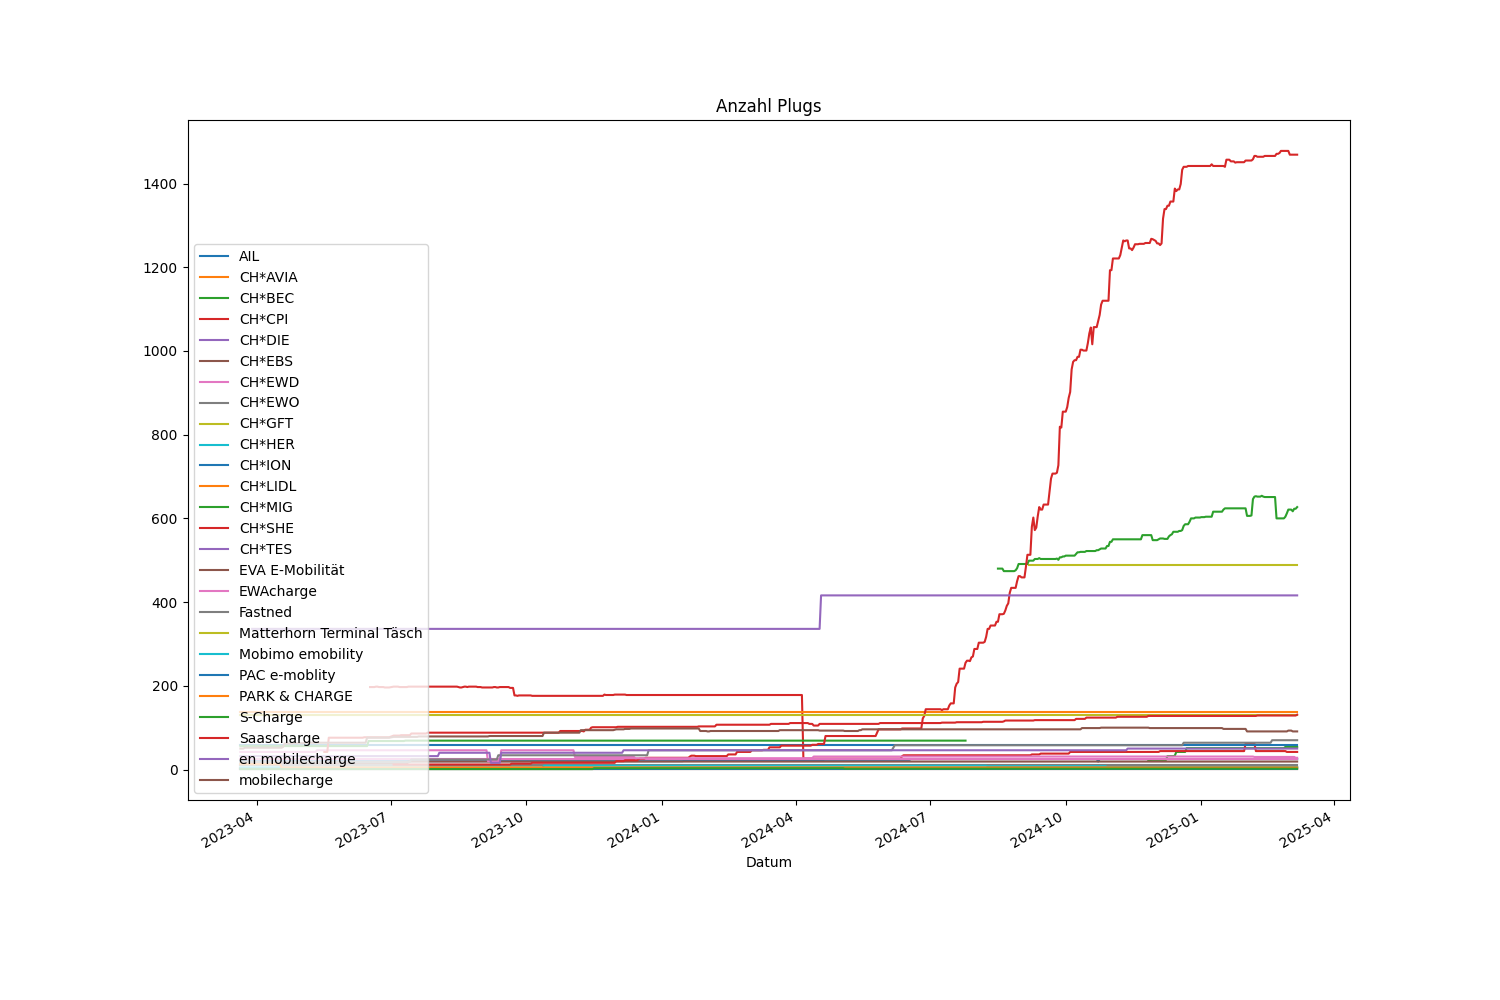 Anzahl Plugs
1400
1200
1000
800
600
400
200
0
AIL
CH*AVIA
CH*BEC
CH*CPI
CH*DIE
CH*EBS
CH*EWD
CH*EWO
CH*GFT
CH*HER
CH*ION
CH*LIDL
CH*MIG
CH*SHE
CH*TES
EVA E-Mobilität
EWAcharge
Fastned
Matterhorn Terminal Täsch
Mobimo emobility
PAC e-moblity
PARK & CHARGE
S-Charge
Saascharge
en mobilecharge
mobilecharge
2023-04
2023-07
2023-10
2024-01
2024-04
2024-07
2024-10
2025-01
2025-04
Datum